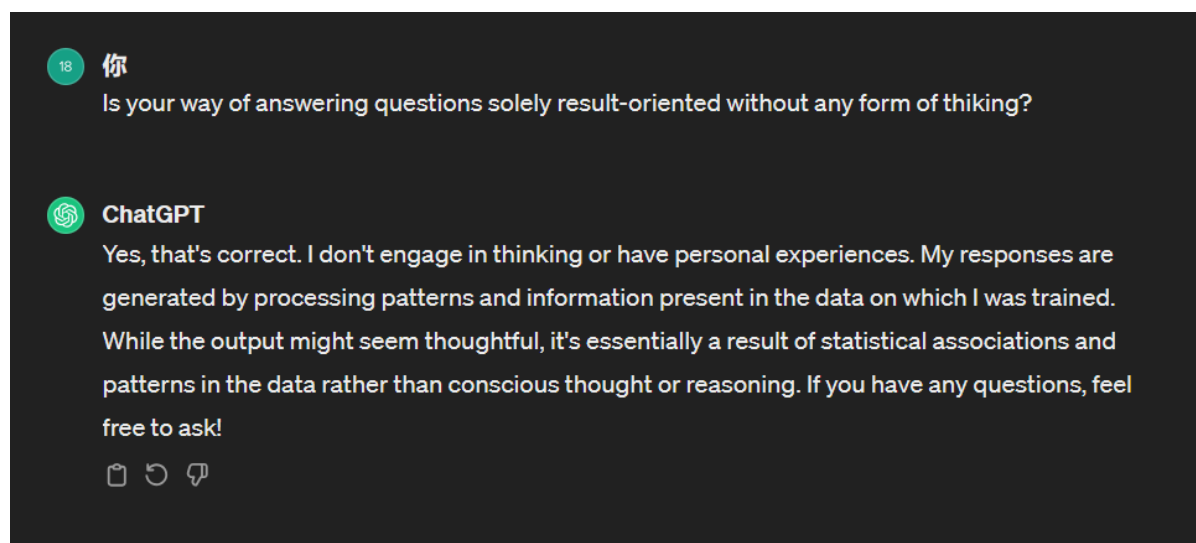 18
你
Is your way of answering questions solely result-oriented without any form of thiking?
ChatGPT
Yes, that's correct. I don't engage in thinking or have personal experiences. My responses are
generated by processing patterns and information present in the data on which I was trained.
While the output might seem thoughtful, it's essentially a result of statistical associations and
patterns in the data rather than conscious thought or reasoning. If you have any questions, feel
free to ask!